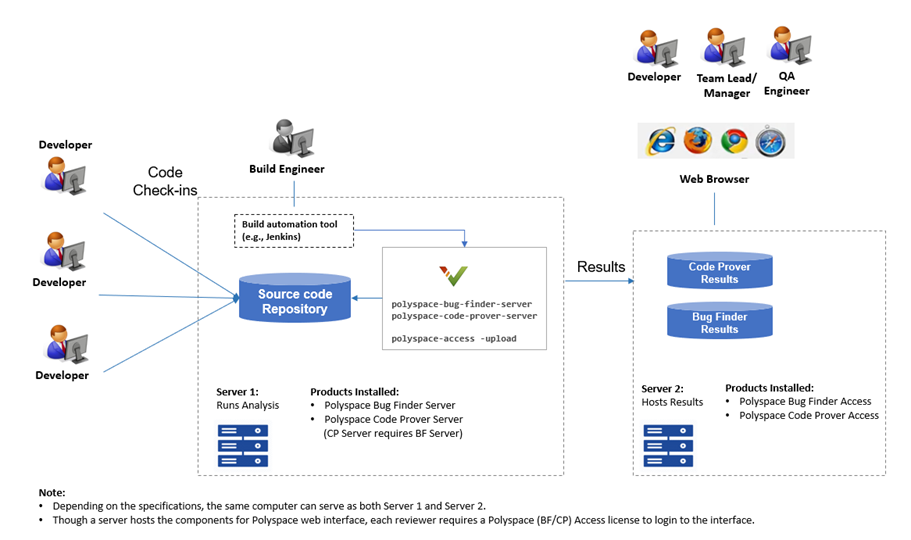 Developer
Team Lead/
Manager
QA
Engineer
Web Browser
Developer
Code
Check-ins
Build Engineer
Developer
Developer
Build automation tool
(e.g., Jenkins)
Source code
Repository
polyspace-bug-finder-server
polyspace-code-prover-server
polyspace-access -upload
Results
Code Prover
Results
Bug Finder
Results
Server 1:
Runs Analysis
Products Installed:
• Polyspace Bug Finder Server
• Polyspace Code Prover Server
(CP Server requires BF Server)
Server 2:
Hosts Results
Products Installed:
• Polyspace Bug Finder Access
• Polyspace Code Prover Access
Note:
• Depending on the specifications, the same computer can serve as both Server 1 and Server 2.
• Though a server hosts the components for Polyspace web interface, each reviewer requires a Polyspace (BF/CP) Access license to login to the interface.